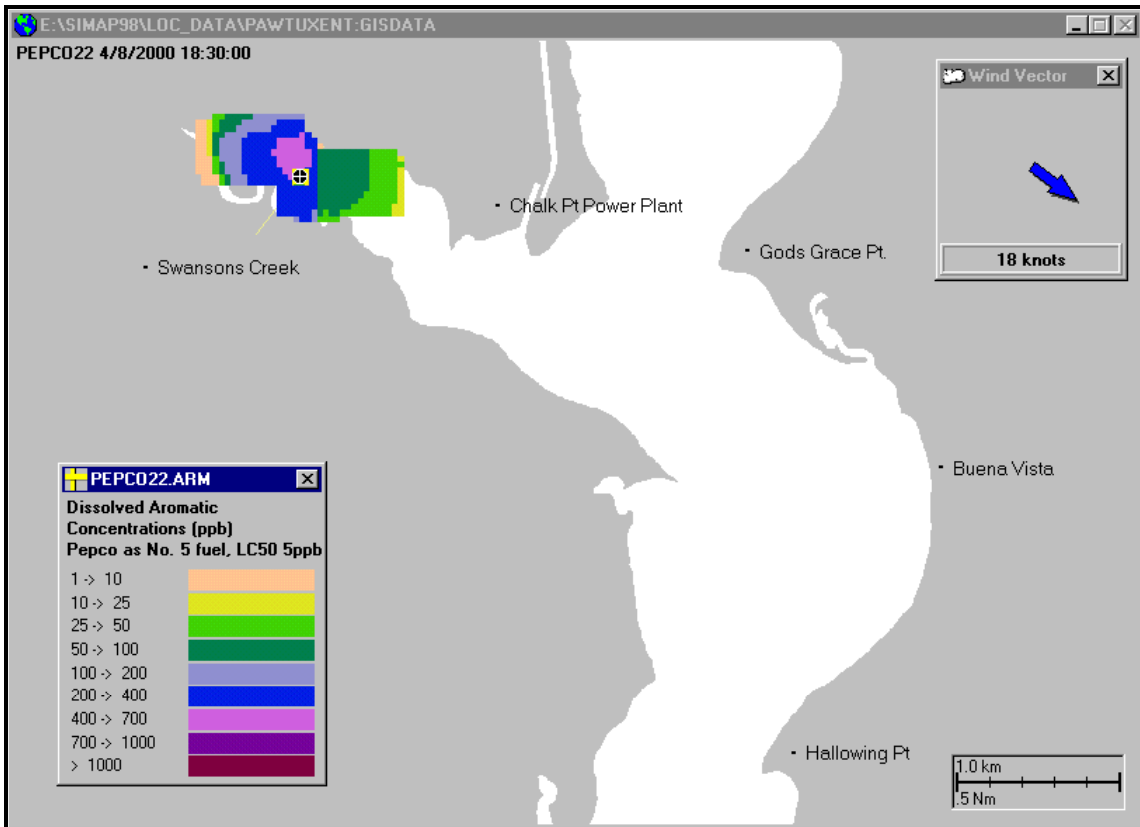 E:\SIMAP98\LOC_DATA\PAWTUXENT:GISDATA
PEPCO22 4/8/2000 18:30:00
Wind Vector
18 knots
Chalk Pt Power Plant
Gods Grace Pt.
Swansons Creek
Buena Vista
Hallowing Pt
PEPCO22.ARM
Dissolved Aromatic
Concentrations (ppb)
Pepco as No. 5 fuel, LC50 5ppb
1 -> 10
10 -> 25
25 -> 50
50 -> 100
100 -> 200
200 -> 400
400 -> 700
700 -> 1000
> 1000
1.0 km
.5 Nm